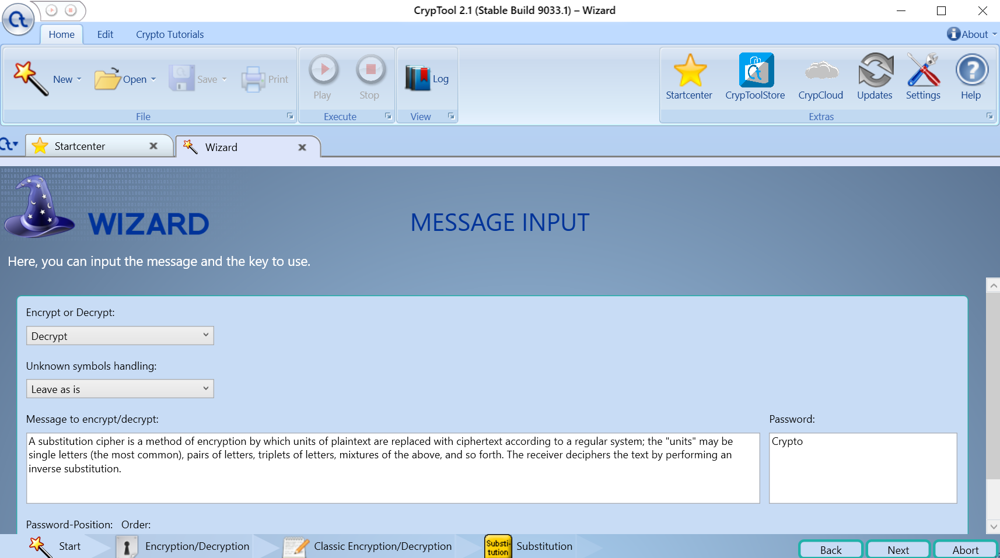 CrypTool 2.1 (Stable Build 9033.1) – Wizard
Home Edit Crypto Tutorials About
New Open Save Print Play Stop Log Startcenter CrypToolStore CrypCloud Updates Settings Help
File Execute View Extras
Startcenter Wizard
WIZARD
MESSAGE INPUT
Here, you can input the message and the key to use.
Encrypt or Decrypt:
Decrypt
Unknown symbols handling:
Leave as is
Message to encrypt/decrypt: Password:
A substitution cipher is a method of encryption by which units of plaintext are replaced with ciphertext according to a regular system; the "units" may be
single letters (the most common), pairs of letters, triplets of letters, mixtures of the above, and so forth. The receiver deciphers the text by performing an
inverse substitution.
Crypto
Password-Position: Order:
Start Encryption/Decryption Classic Encryption/Decryption Substi-
tution Substitution
Back Next Abort